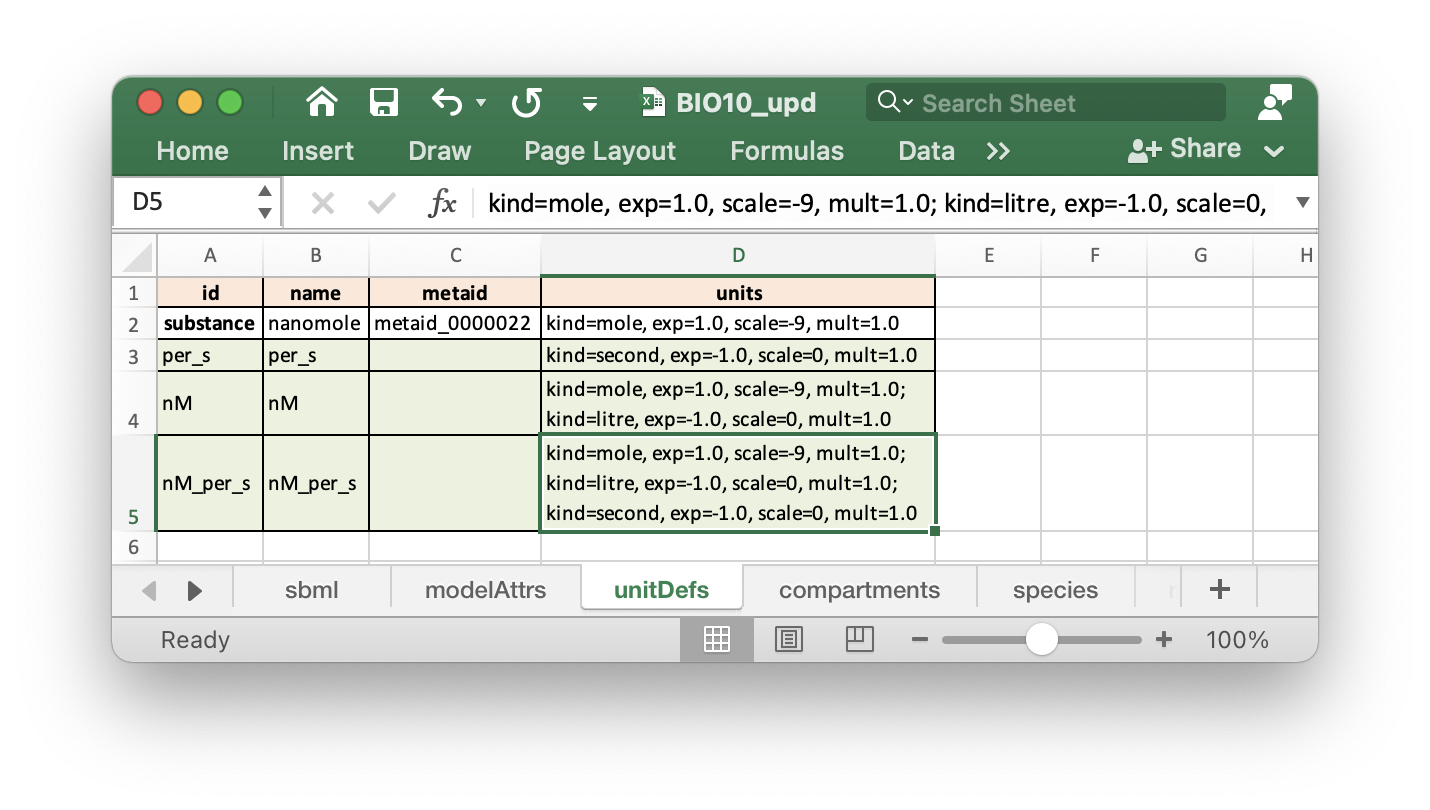 BIO10_upd
Search Sheet
Home Insert Draw Page Layout Formulas Data >> Share
D5 fx kind=mole, exp=1.0, scale=-9, mult=1.0; kind=litre, exp=-1.0, scale=0,
A B C D E F G H
1 id name metaid units
2 substance nanomole metaid_0000022 kind=mole, exp=1.0, scale=-9, mult=1.0
3 per_s per_s kind=second, exp=-1.0, scale=0, mult=1.0
4 nM nM kind=mole, exp=1.0, scale=-9, mult=1.0;
kind=litre, exp=-1.0, scale=0, mult=1.0
5 nM_per_s nM_per_s kind=mole, exp=1.0, scale=-9, mult=1.0;
kind=litre, exp=-1.0, scale=0, mult=1.0;
kind=second, exp=-1.0, scale=0, mult=1.0
6
sbml modelAttrs unitDefs compartments species +
Ready − + 100%